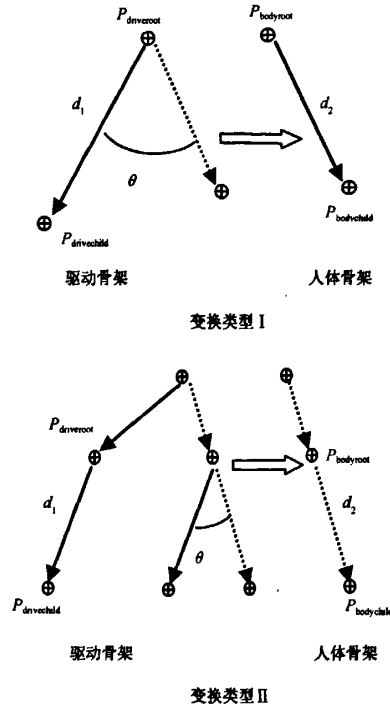 P_driveroot P_bodyroot
d_1 d_2
θ
P_drivechild P_bodychild
驱动骨架 人体骨架
变换类型 I
P_driveroot P_bodyroot
d_1 d_2
θ
P_drivechild P_bodychild
驱动骨架 人体骨架
变换类型 II